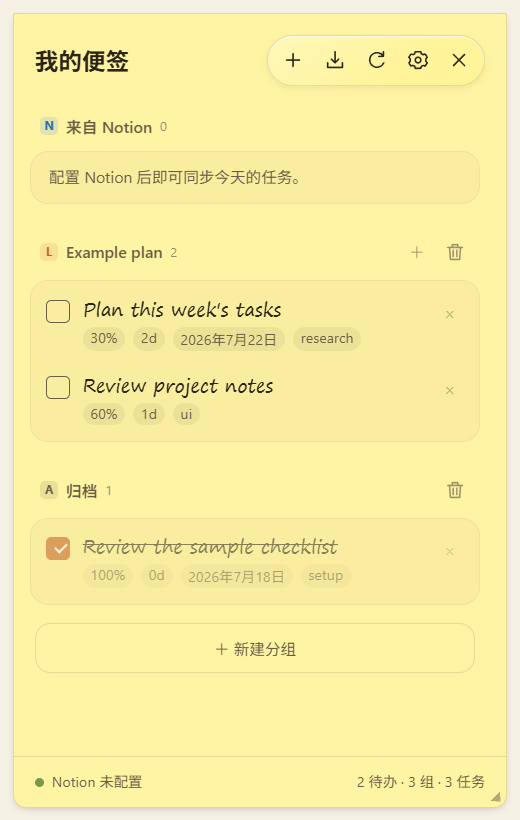 我的便签
N 来自 Notion 0
配置 Notion 后即可同步今天的任务。
L Example plan 2
Plan this week's tasks
30% 2d 2026年7月22日 research
Review project notes
60% 1d ui
A 归档 1
Review the sample checklist
100% 0d 2026年7月18日 setup
+ 新建分组
Notion 未配置 2 待办 · 3 组 · 3 任务